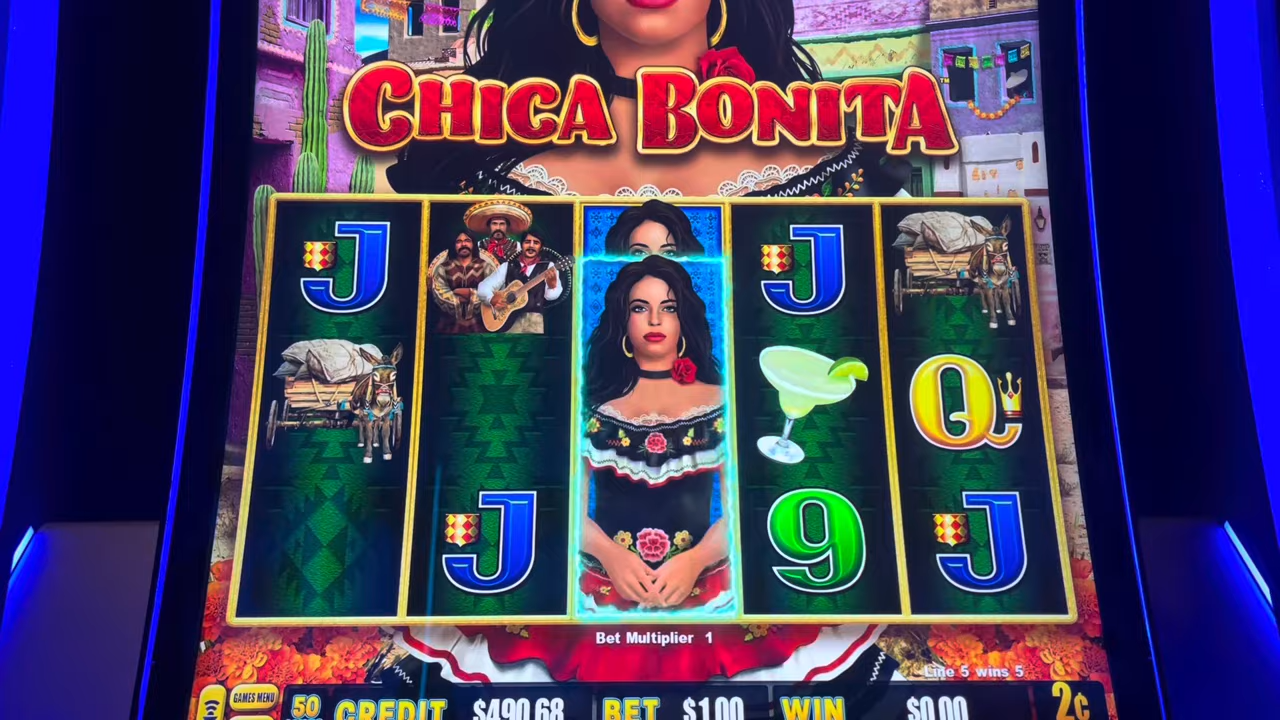 CHICA BONITA
J
J
Q
J
9
J
Bet Multiplier 1
Line 5 wins 5
GAMES MENU
50
CREDIT $490.68
BET $1.00
WIN $0.00
2¢